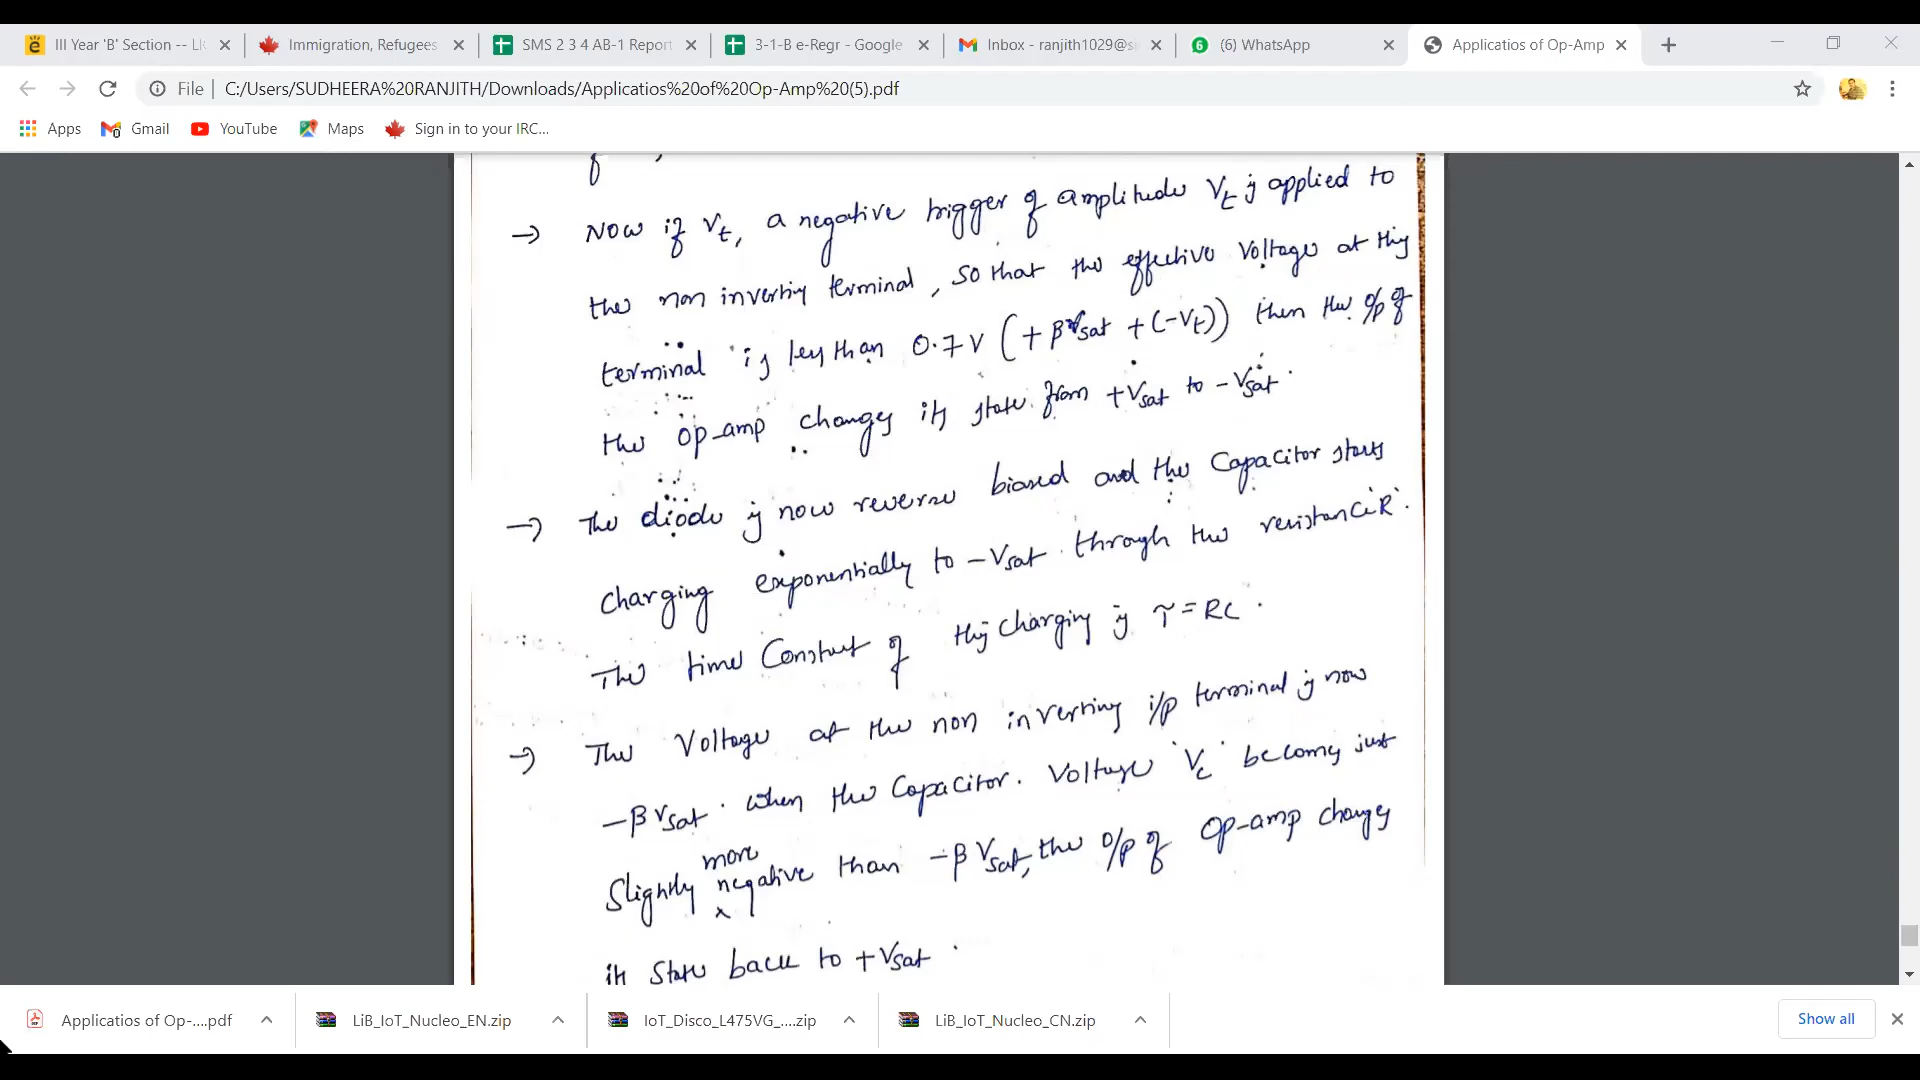 III Year 'B' Section -- LI
Immigration, Refugees
SMS 2 3 4 AB-1 Report
3-1-B e-Regr - Google
Inbox - ranjith1029@s
(6) WhatsApp
Applicatios of Op-Amp
File | C:/Users/SUDHEERA%20RANJITH/Downloads/Applicatios%20of%20Op-Amp%20(5).pdf
Apps Gmail YouTube Maps Sign in to your IRC...
→ Now if Vt, a negative trigger of amplitude Vt is applied to
the non inverting terminal, so that the effective voltage at this
terminal is less than 0.7V (+βVsat + (-Vt)) then the o/p of
the op-amp changes its state from +Vsat to -Vsat.
→ The diode is now reverse biased and the capacitor starts
charging exponentially to -Vsat through the resistance 'R'.
The time constant of this charging is τ = RC.
→ The voltage at the non inverting i/p terminal is now
-βVsat. when the capacitor. voltage 'Vc' becomes just
slightly more negative than -βVsat, the o/p of op-amp changes
its state back to +Vsat.
Applicatios of Op-....pdf
LiB_IoT_Nucleo_EN.zip
IoT_Disco_L475VG_....zip
LiB_IoT_Nucleo_CN.zip
Show all